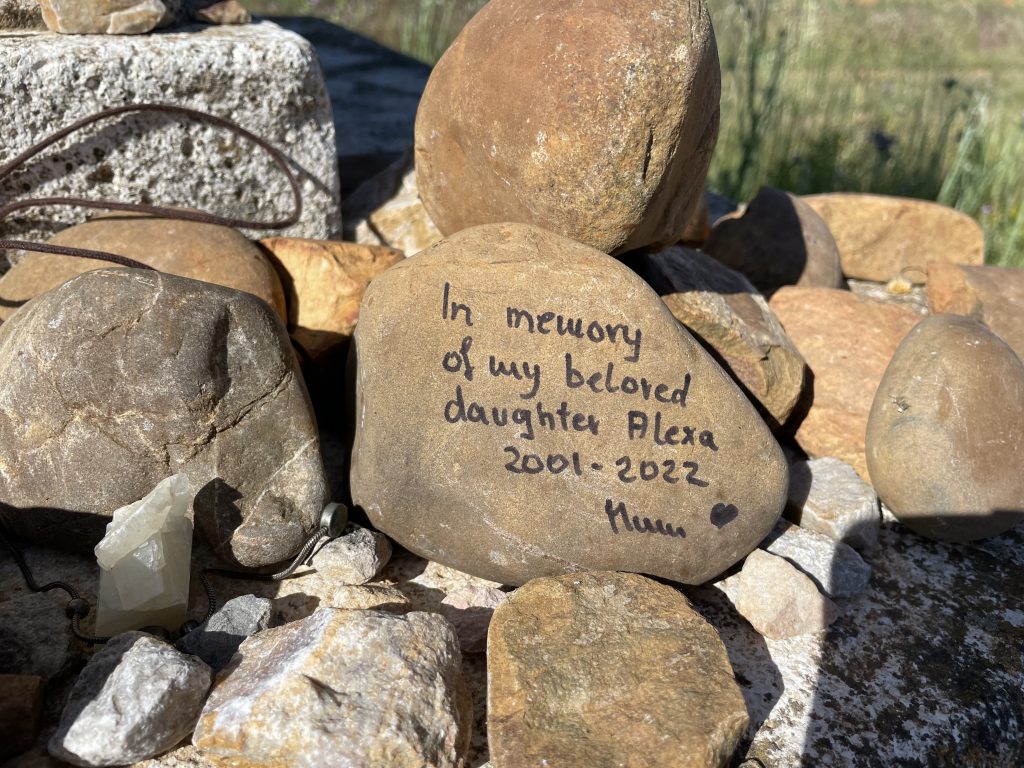 In memory
of my beloved
daughter Alexa
2001-2022
Mum ♥